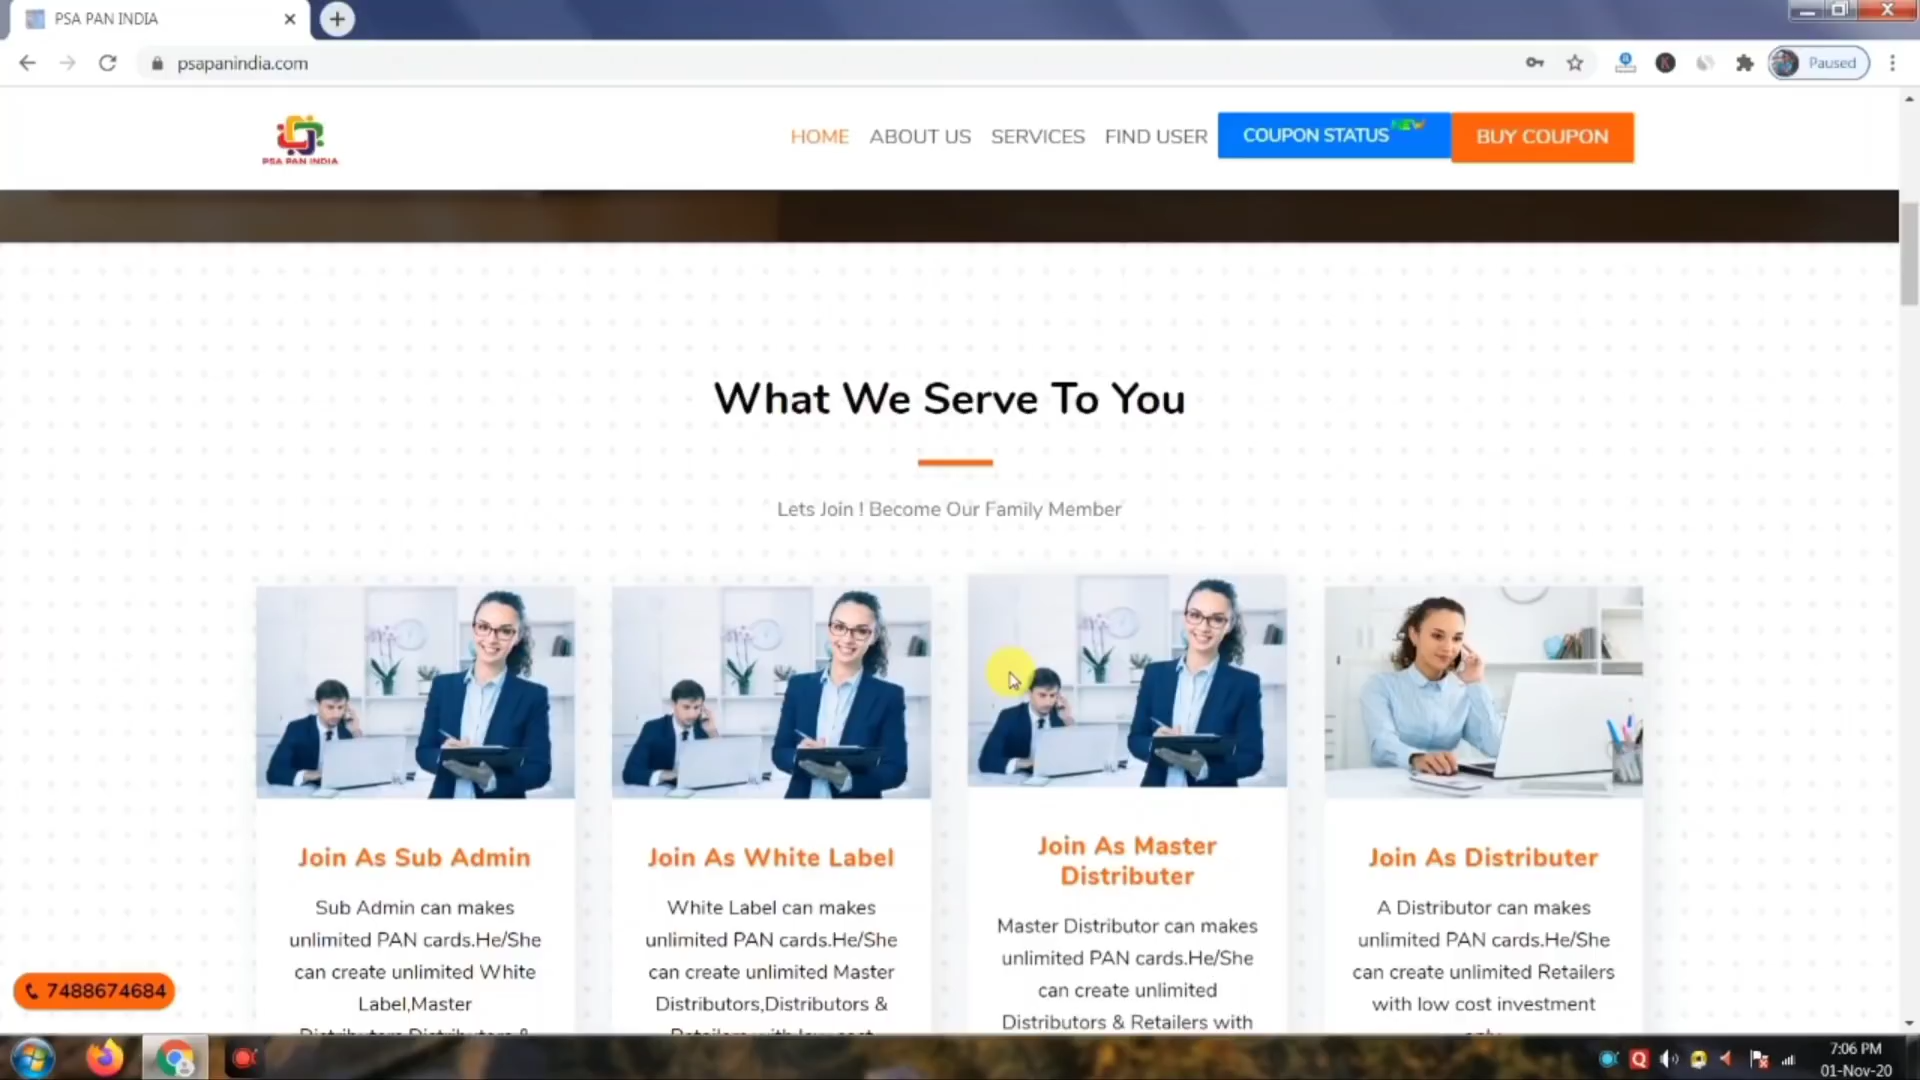 PSA PAN INDIA
psapanindia.com
Paused
PSA PAN INDIA
HOME
ABOUT US
SERVICES
FIND USER
COUPON STATUS
NEW
BUY COUPON
What We Serve To You
Lets Join ! Become Our Family Member
Join As Sub Admin
Sub Admin can makes
unlimited PAN cards.He/She
can create unlimited White
Label,Master
Join As White Label
White Label can makes
unlimited PAN cards.He/She
can create unlimited Master
Distributors,Distributors &
Join As Master
Distributer
Master Distributor can makes
unlimited PAN cards.He/She
can create unlimited
Distributors & Retailers with
Join As Distributer
A Distributor can makes
unlimited PAN cards.He/She
can create unlimited Retailers
with low cost investment
7488674684
7:06 PM
01-Nov-20